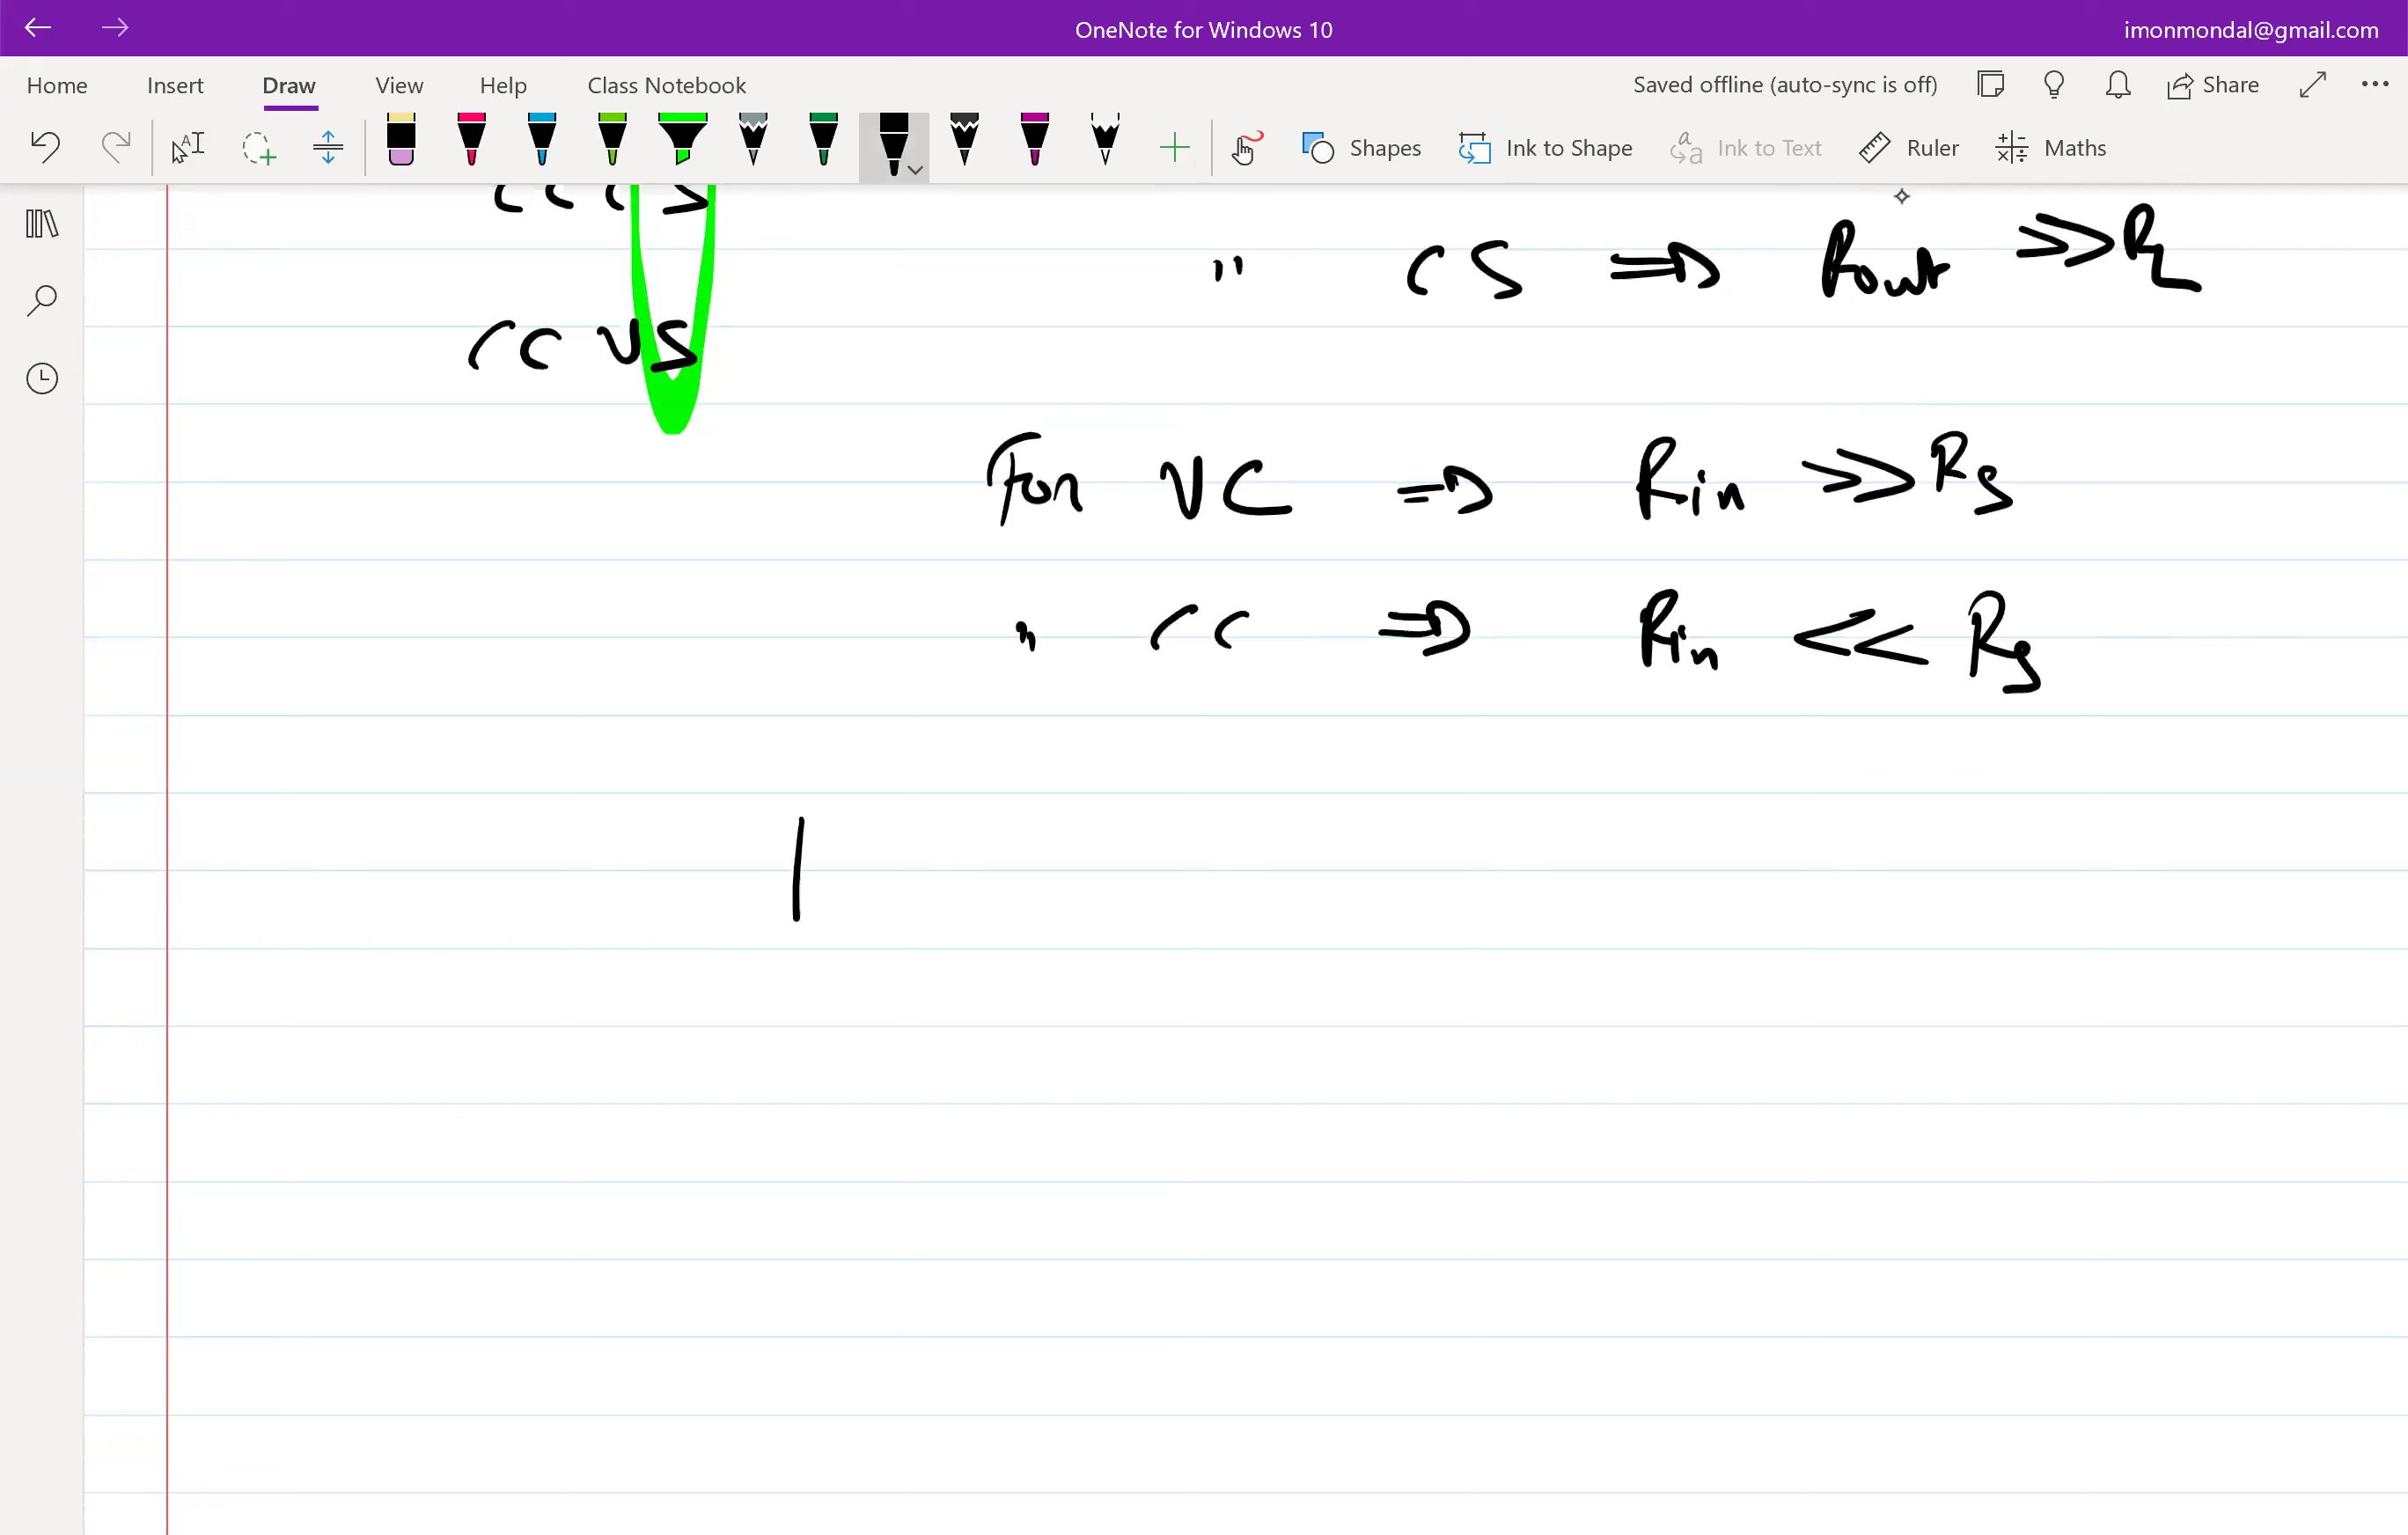 OneNote for Windows 10
imonmondal@gmail.com
Home Insert Draw View Help Class Notebook
Saved offline (auto-sync is off) Share
Shapes Ink to Shape Ink to Text Ruler Maths
CCCS
" CS ⇒ Rout >> RL
CCVS
For VC ⇒ Rin >> Rs
" CC ⇒ Rin << Rs